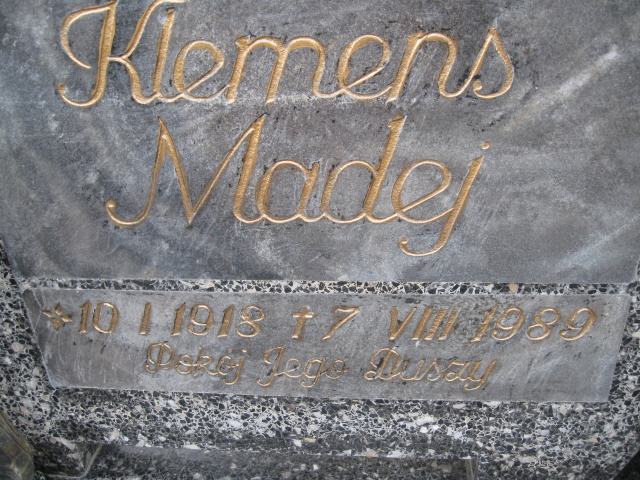 Klemens
Madej
* 10 I 1918 † 7 VIII 1989
Pokój Jego Duszy